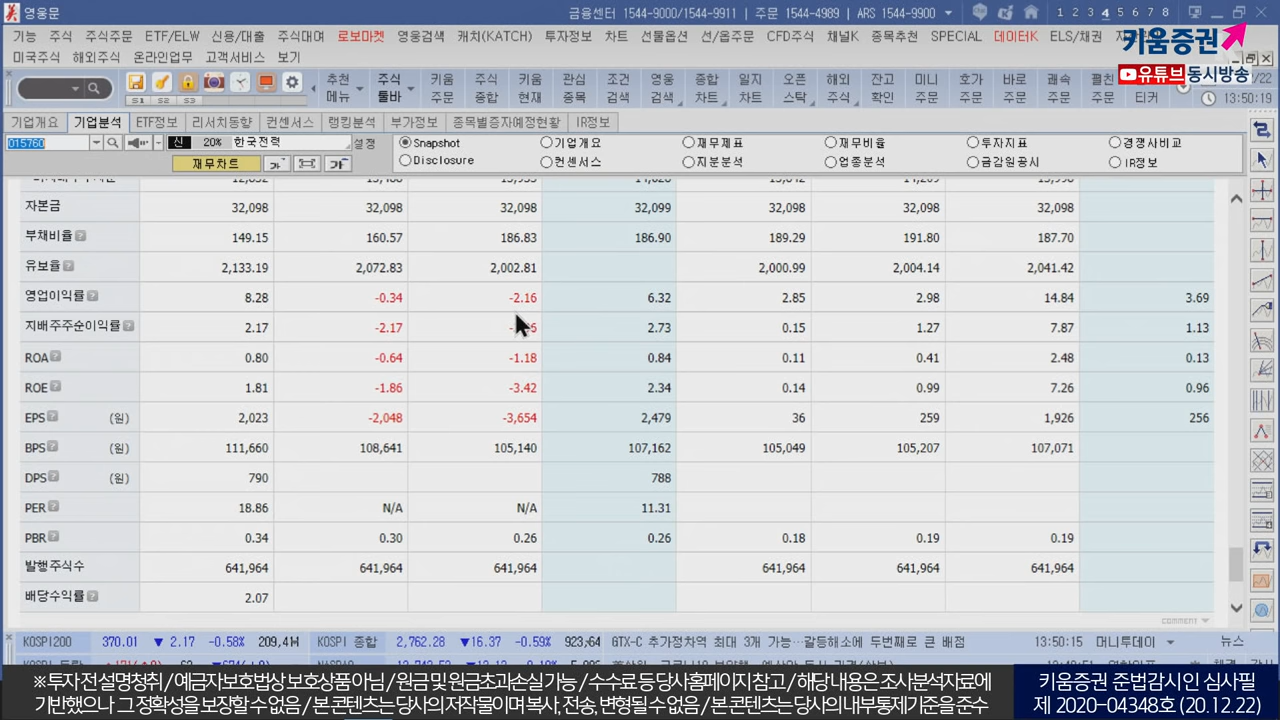 영웅문 금융센터 1544-9000/1544-9911 | 주문 1544-4989 | ARS 1544-9900 1 2 3 4 5 6 7 8
기능 주식 주식주문 ETF/ELW 신용/대출 주식대여 로보마켓 영웅검색 캐치(KATCH) 투자정보 차트 선물옵션 선/옵주문 CFD주식 채널K 종목추천 SPECIAL 데이터K ELS/채권
키움증권
미국주식 해외주식 온라인업무 고객서비스 보기
유튜브 동시방송
추천 메뉴 주식 툴바 키움 주문 주식 종합 키움 현재 관심 종목 조건 검색 영웅 검색 종합 차트 일지 차트 오픈 스탁 해외 주식 잔고 확인 미니 주문 호가 주문 바로 주문 쾌속 주문 펼친 티커
S1 S2 S3 13:50:19
기업개요 기업분석 ETF정보 리서치동향 컨센서스 랭킹분석 부가정보 종목별증자예정현황 IR정보
015760 신 20% 한국전력 설정 Snapshot 기업개요 재무제표 재무비율 투자지표 경쟁사비교
재무차트 가 가 Disclosure 컨센서스 지분분석 업종분석 금감원공시 IR정보
자본금 32,098 32,098 32,098 32,099 32,098 32,098 32,098
부채비율 149.15 160.57 186.83 186.90 189.29 191.80 187.70
유보율 2,133.19 2,072.83 2,002.81 2,000.99 2,004.14 2,041.42
영업이익률 8.28 -0.34 -2.16 6.32 2.85 2.98 14.84 3.69
지배주주순이익률 2.17 -2.17 2.73 0.15 1.27 7.87 1.13
ROA 0.80 -0.64 -1.18 0.84 0.11 0.41 2.48 0.13
ROE 1.81 -1.86 -3.42 2.34 0.14 0.99 7.26 0.96
EPS (원) 2,023 -2,048 -3,654 2,479 36 259 1,926 256
BPS (원) 111,660 108,641 105,140 107,162 105,049 105,207 107,071
DPS (원) 790 788
PER 18.86 N/A N/A 11.31
PBR 0.34 0.30 0.26 0.26 0.18 0.19 0.19
발행주식수 641,964 641,964 641,964 641,964 641,964 641,964
배당수익률 2.07
COMMENT
KOSPI200 370.01 ▼ 2.17 -0.58% 209,4M KOSPI 종합 2,762.28 ▼16.37 -0.59% 923,64 GTX-C 추가정차역 최대 3개 가능…갈등해소에 두번째로 큰 배점 13:50:15 머니투데이 뉴스
※ 투자 전 설명청취 / 예금자보호법상 보호상품 아님 / 원금 및 원금초과손실 가능 / 수수료 등 당사홈페이지 참고 / 해당 내용은 조사분석자료에
기반했으나 그 정확성을 보장할 수 없음 / 본 콘텐츠는 당사의 저작물이며 복사, 전송, 변형될 수 없음 / 본 콘텐츠는 당사의 내부통제기준을 준수
키움증권 준법감시인 심사필
제 2020-04348호 (20.12.22)